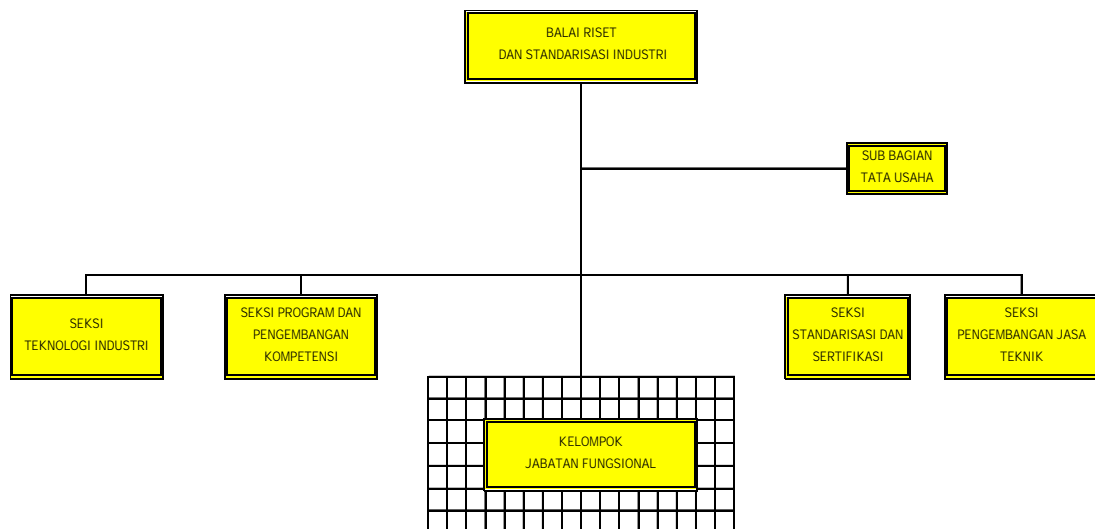 BALAI RISET
DAN STANDARISASI INDUSTRI
SUB BAGIAN
TATA USAHA
SEKSI
TEKNOLOGI INDUSTRI
SEKSI PROGRAM DAN
PENGEMBANGAN
KOMPETENSI
SEKSI
STANDARISASI DAN
SERTIFIKASI
SEKSI
PENGEMBANGAN JASA
TEKNIK
KELOMPOK
JABATAN FUNGSIONAL